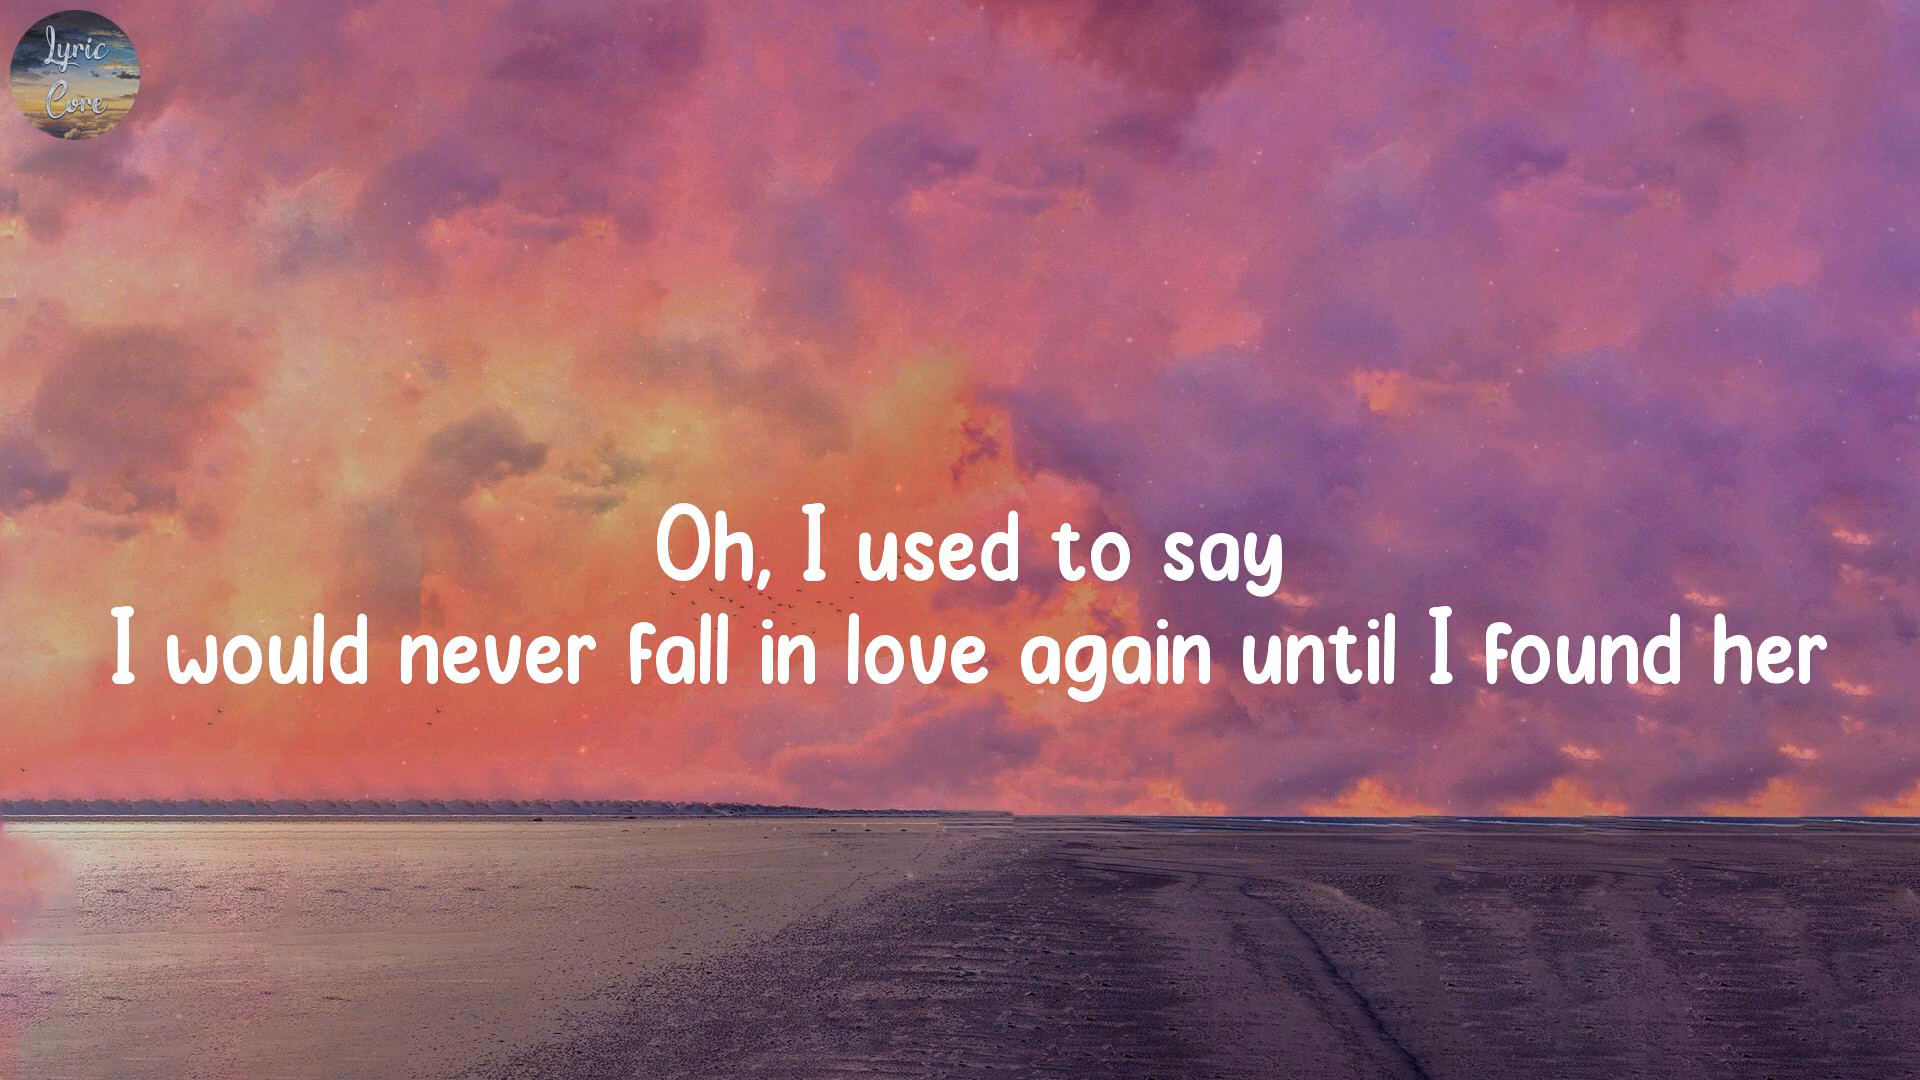 Lyric
Core
Oh, I used to say
I would never fall in love again until I found her